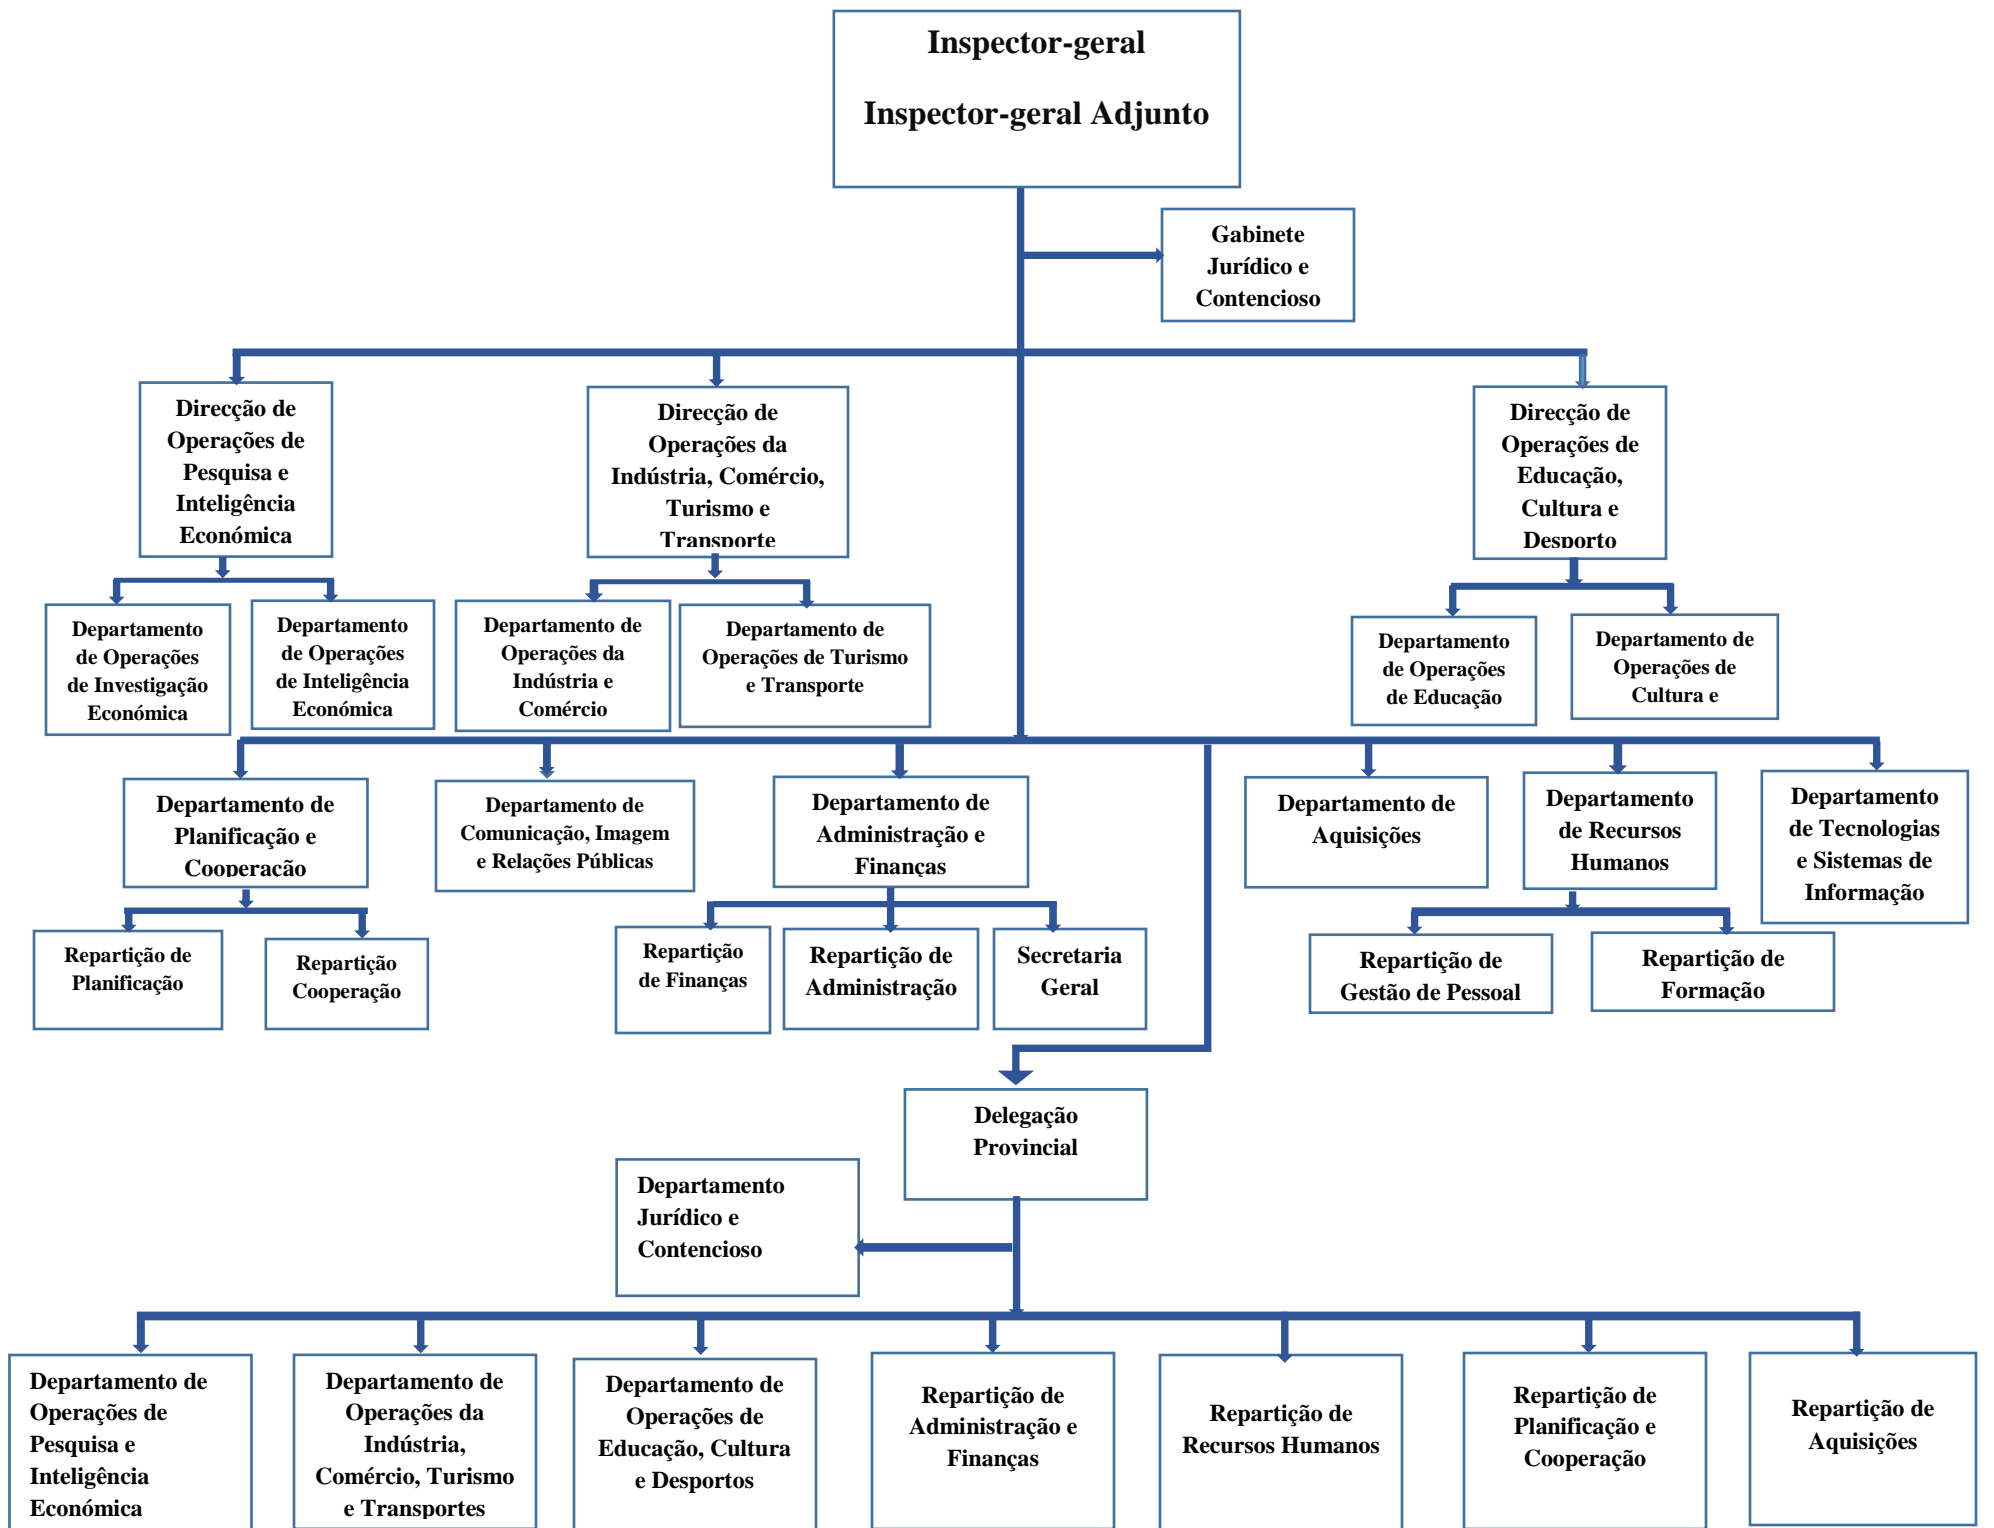 Inspector-geral
Inspector-geral Adjunto
Gabinete
Jurídico e
Contencioso
Direcção de
Operações de
Pesquisa e
Inteligência
Económica
Direcção de
Operações da
Indústria, Comércio,
Turismo e
Transporte
Direcção de
Operações de
Educação,
Cultura e
Desporto
Departamento
de Operações
de Investigação
Económica
Departamento
de Operações
de Inteligência
Económica
Departamento de
Operações da
Indústria e
Comércio
Departamento de
Operações de Turismo
e Transporte
Departamento
de Operações
de Educação
Departamento de
Operações de
Cultura e
Departamento de
Planificação e
Cooperação
Departamento de
Comunicação, Imagem
e Relações Públicas
Departamento de
Administração e
Finanças
Departamento de
Aquisições
Departamento
de Recursos
Humanos
Departamento
de Tecnologias
e Sistemas de
Informação
Repartição de
Planificação
Repartição
Cooperação
Repartição
de Finanças
Repartição de
Administração
Secretaria
Geral
Repartição de
Gestão de Pessoal
Repartição de
Formação
Delegação
Provincial
Departamento
Jurídico e
Contencioso
Departamento de
Operações de
Pesquisa e
Inteligência
Económica
Departamento de
Operações da
Indústria,
Comércio, Turismo
e Transportes
Departamento de
Operações de
Educação, Cultura
e Desportos
Repartição de
Administração e
Finanças
Repartição de
Recursos Humanos
Repartição de
Planificação e
Cooperação
Repartição de
Aquisições